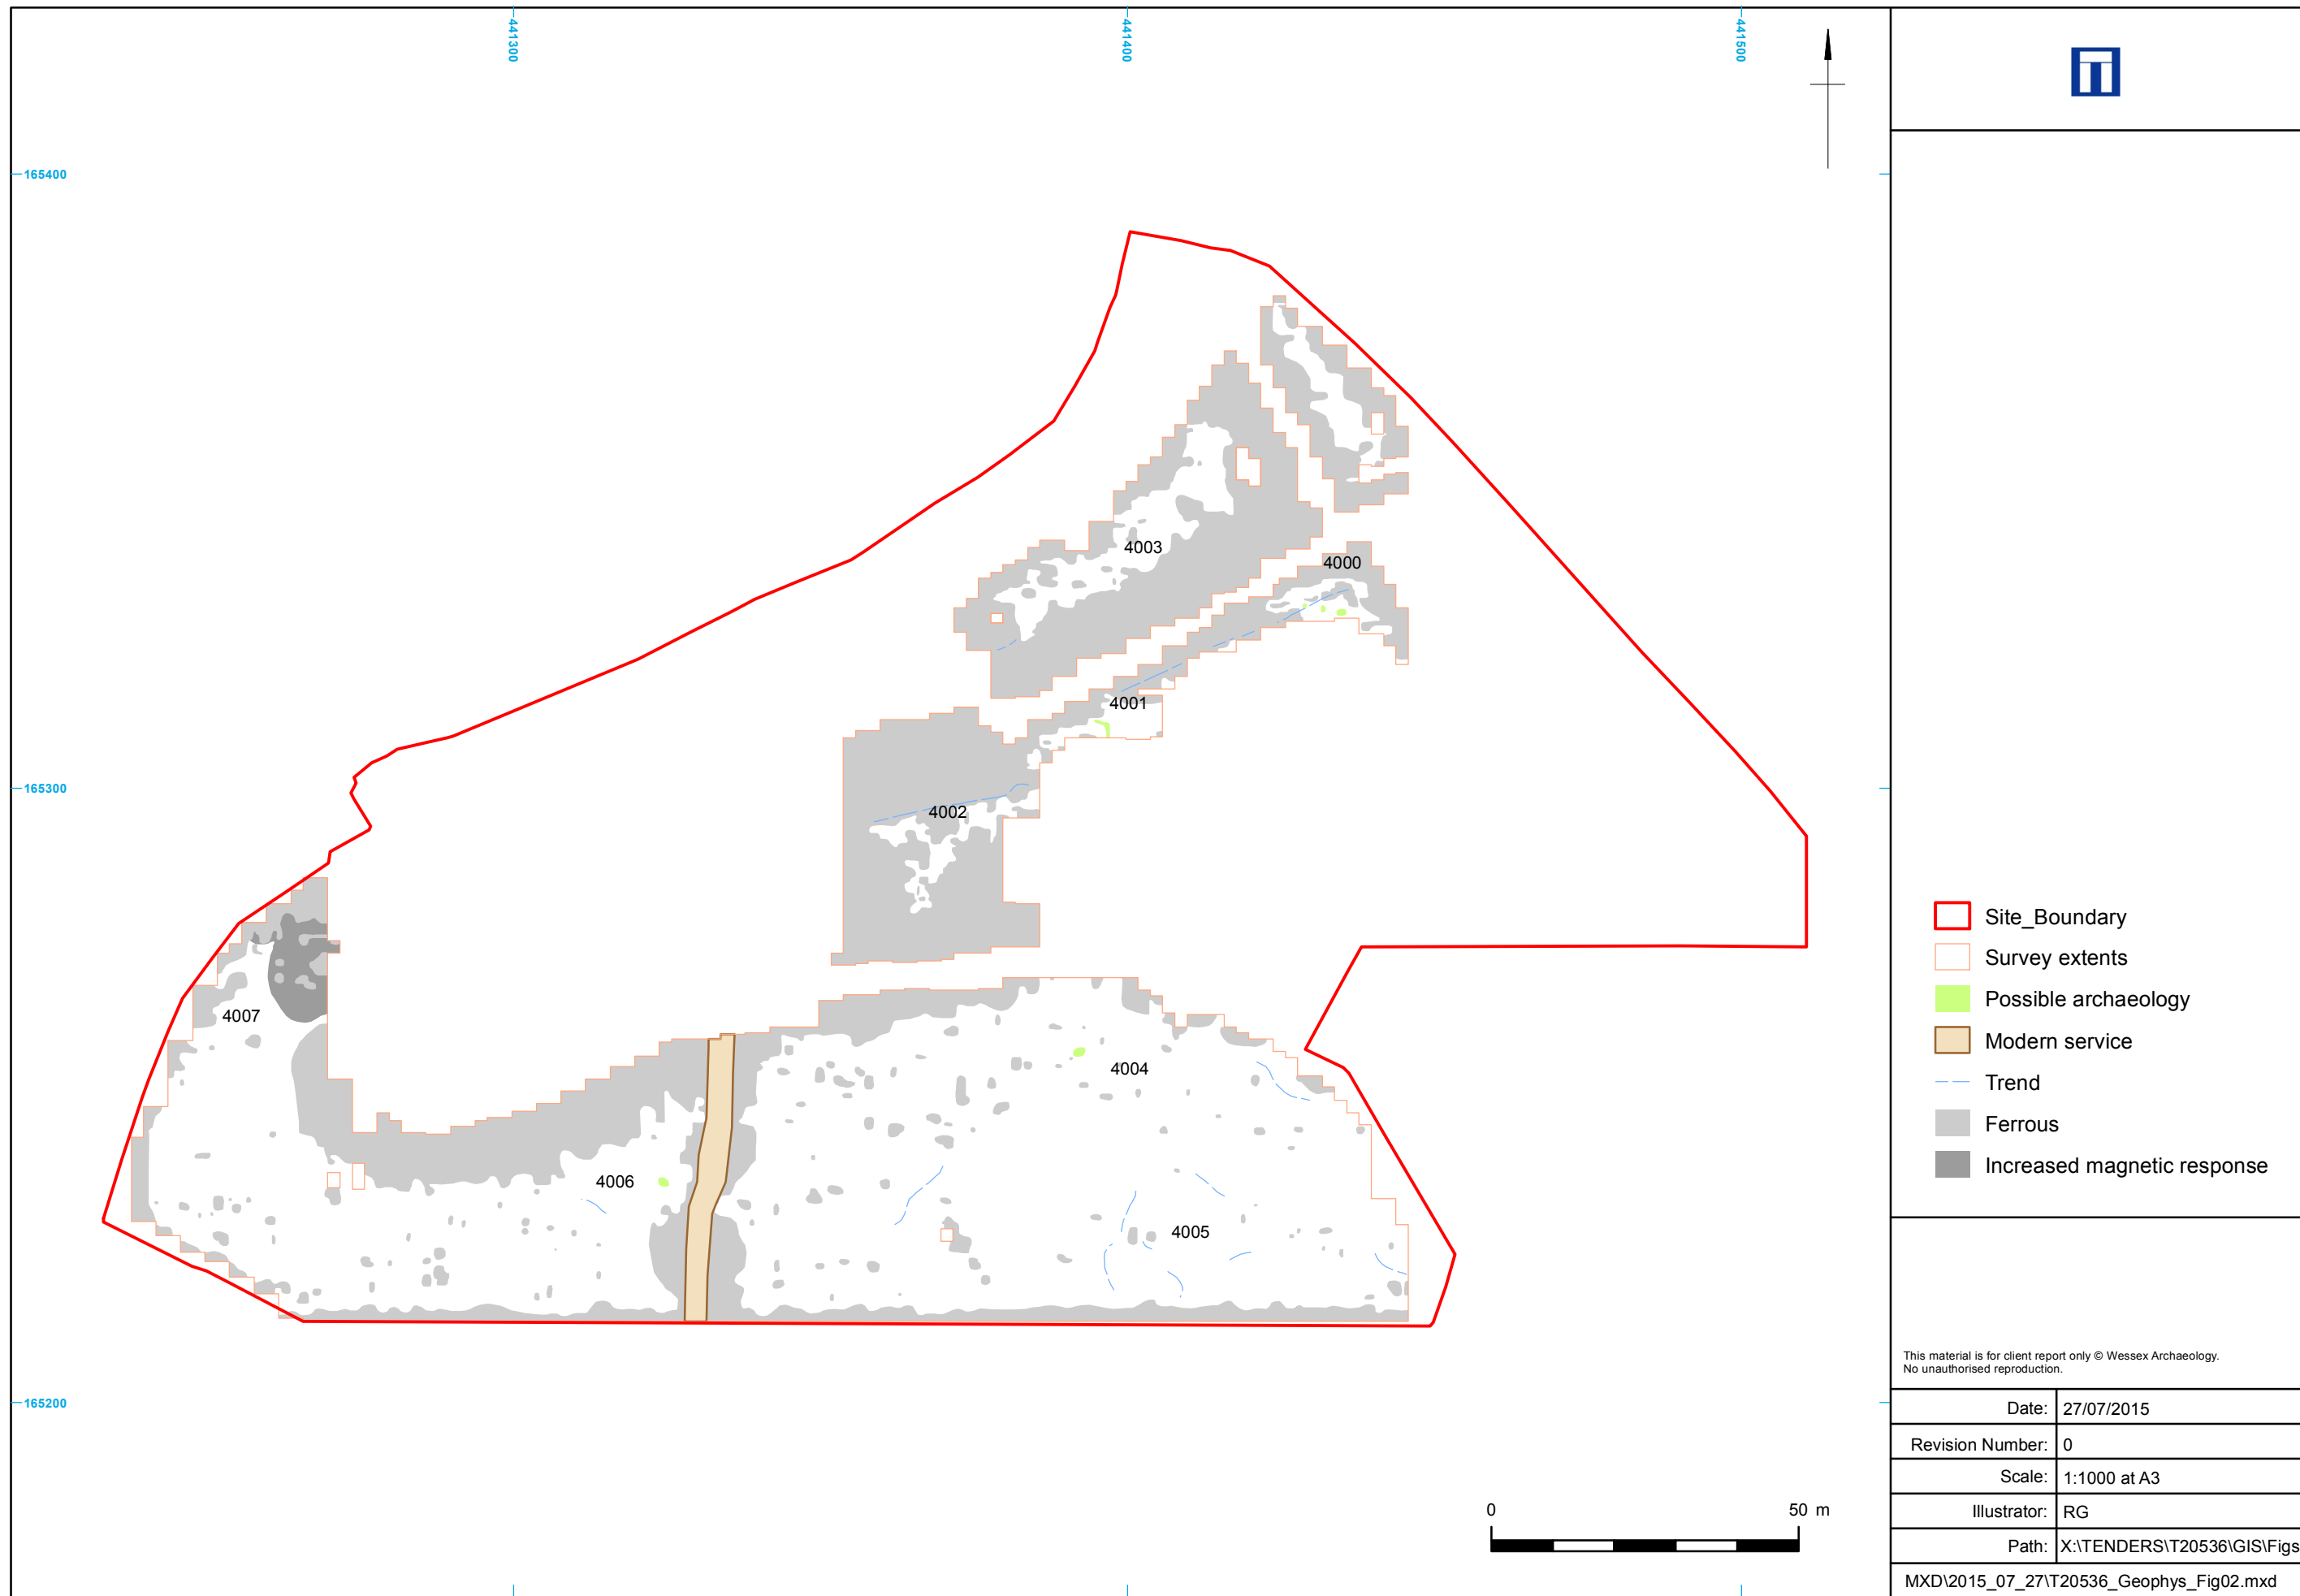 441300
441400
441500
165400
4003
4000
4001
165300
4002
4007
4004
4006
4005
165200
0 50 m
Site_Boundary
Survey extents
Possible archaeology
Modern service
Trend
Ferrous
Increased magnetic response
This material is for client report only © Wessex Archaeology.
No unauthorised reproduction.
Date: 27/07/2015
Revision Number: 0
Scale: 1:1000 at A3
Illustrator: RG
Path: X:\TENDERS\T20536\GIS\Figs
MXD\2015_07_27\T20536_Geophys_Fig02.mxd